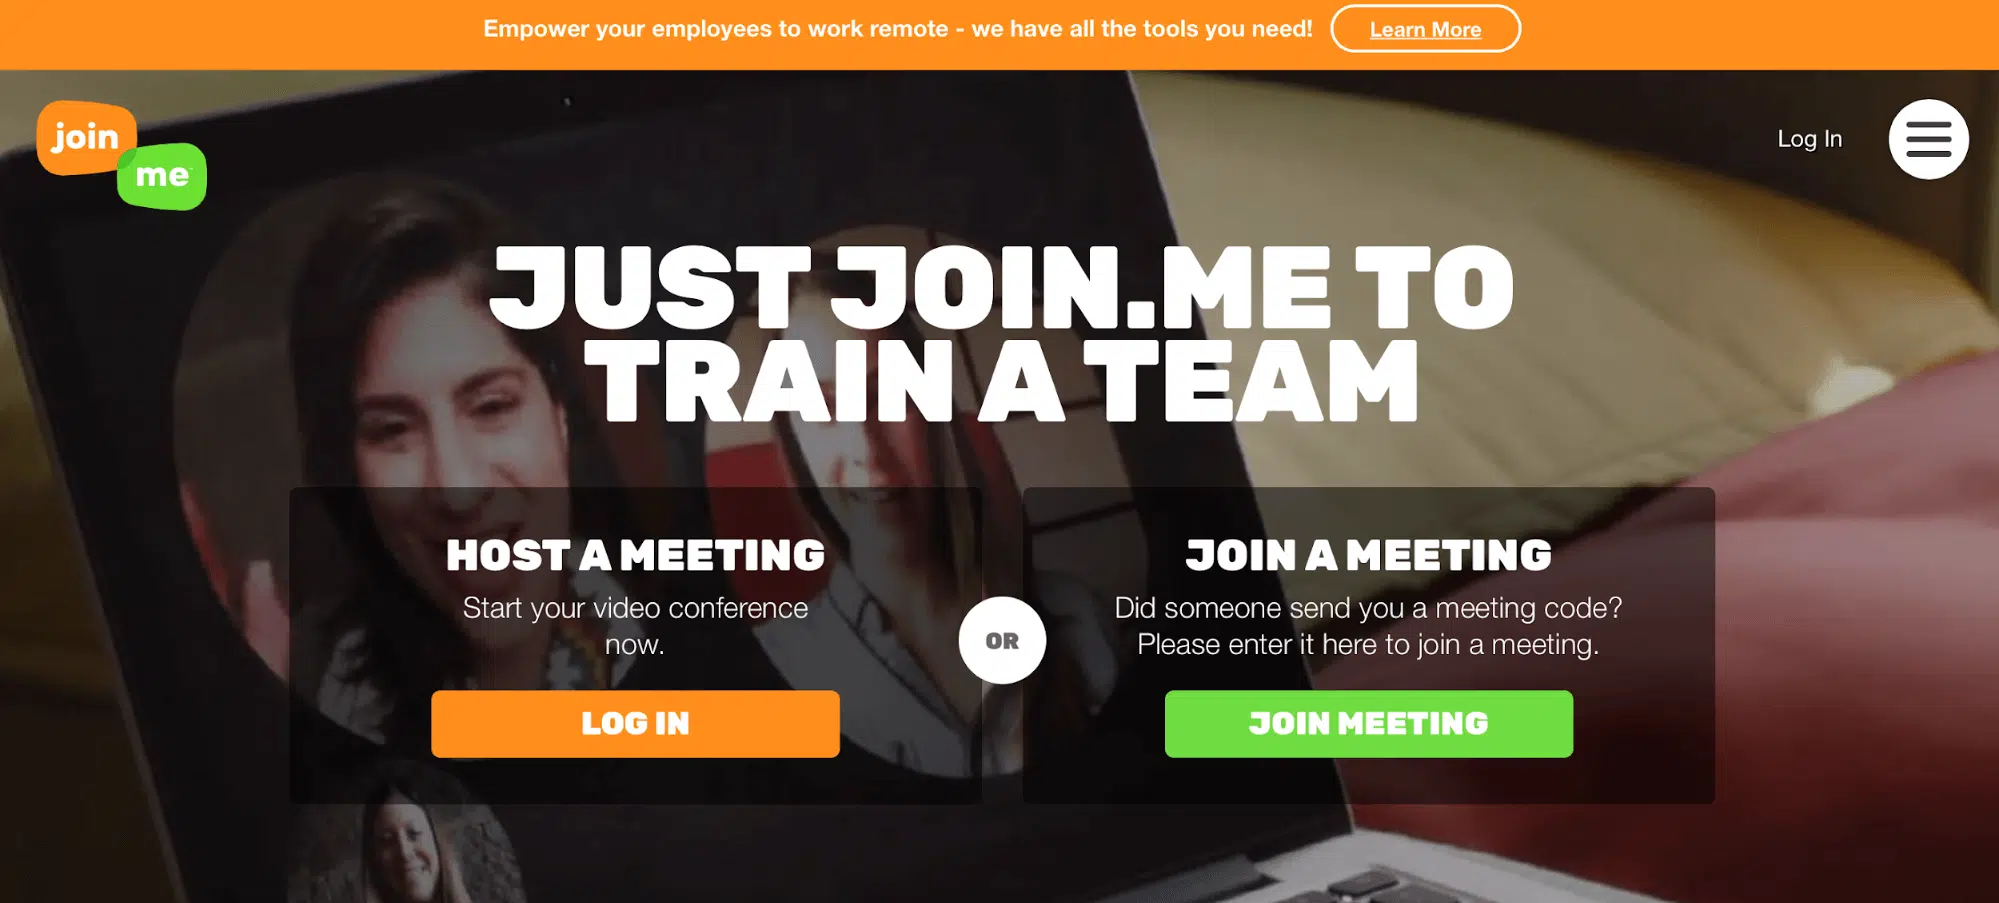 Empower your employees to work remote - we have all the tools you need! Learn More
join
me
Log In
JUST JOIN.ME TO
TRAIN A TEAM
HOST A MEETING
Start your video conference
now.
LOG IN
OR
JOIN A MEETING
Did someone send you a meeting code?
Please enter it here to join a meeting.
JOIN MEETING